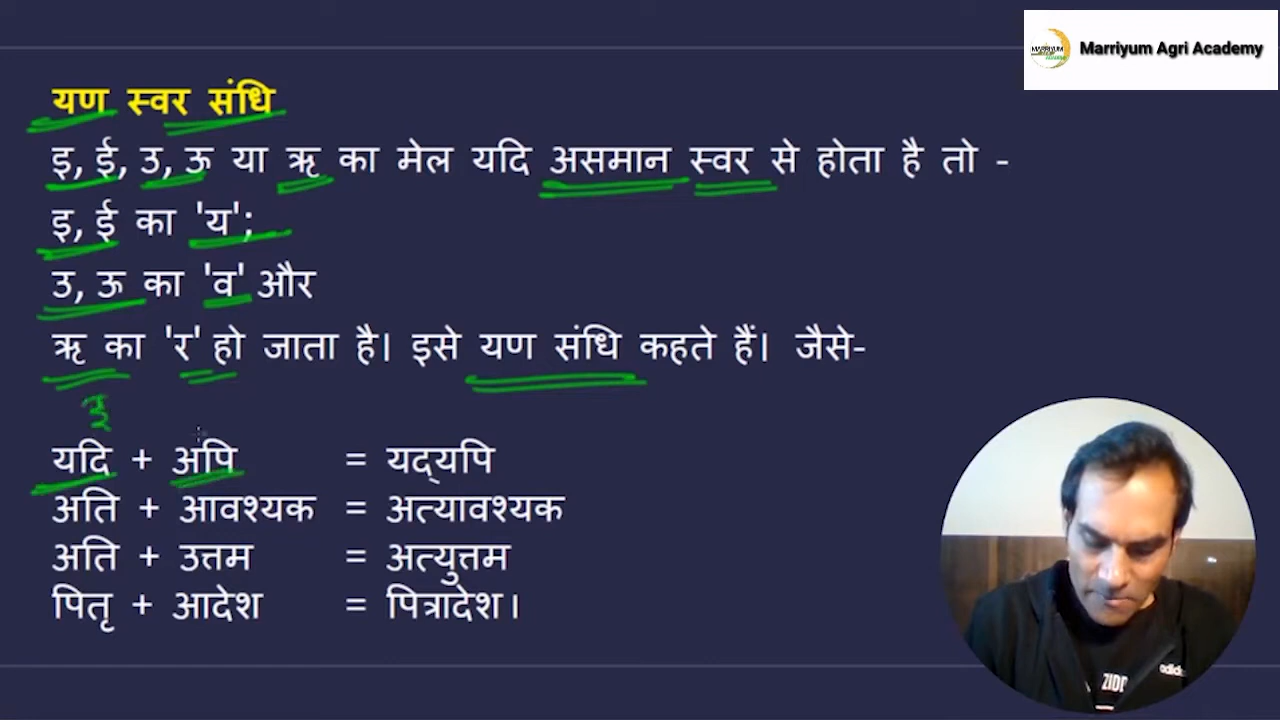 Marriyum Agri Academy
यण स्वर संधि
इ, ई, उ, ऊ या ऋ का मेल यदि असमान स्वर से होता है तो -
इ, ई का 'य';
उ, ऊ का 'व' और
ऋ का 'र' हो जाता है। इसे यण संधि कहते हैं। जैसे-
इ
यदि + अपि = यद्‌यपि
अति + आवश्यक = अत्यावश्यक
अति + उत्तम = अत्युत्तम
पितृ + आदेश = पित्रादेश।
ZIDD